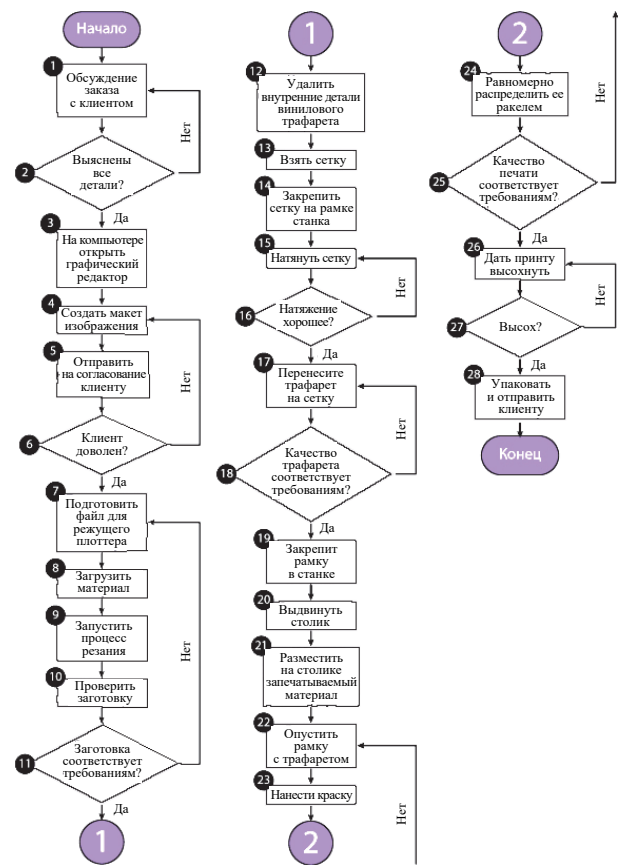 Начало
1
Обсуждение
заказа
с клиентом
Нет
2
Выяснены
все
детали?
Да
3
На компьютере
открыть
графический
редактор
4
Создать макет
изображения
5
Отправить
на согласование
клиенту
Нет
6
Клиент
доволен?
Да
7
Подготовить
файл для
режущего
плоттера
8
Загрузить
материал
9
Запустить
процесс
резания
Нет
10
Проверить
заготовку
11
Заготовка
соответствует
требованиям?
Да
1
1
12
Удалить
внутренние детали
винилового
трафарета
13
Взять сетку
14
Закрепить
сетку на рамке
станка
15
Натянуть сетку
Нет
16
Натяжение
хорошее?
Да
17
Перенесите
трафарет
на сетку
Нет
18
Качество
трафарета
соответствует
требованиям?
Да
19
Закрепит
рамку
в станке
20
Выдвинуть
столик
21
Разместить
на столике
запечатываемый
материал
22
Опустить
рамку
с трафаретом
23
Нанести краску
Нет
2
2
24
Равномерно
распределить ее
ракелем
Нет
25
Качество
печати
соответствует
требованиям?
Да
26
Дать принту
высохнуть
Нет
27
Высох?
Да
28
Упаковать
и отправить
клиенту
Конец